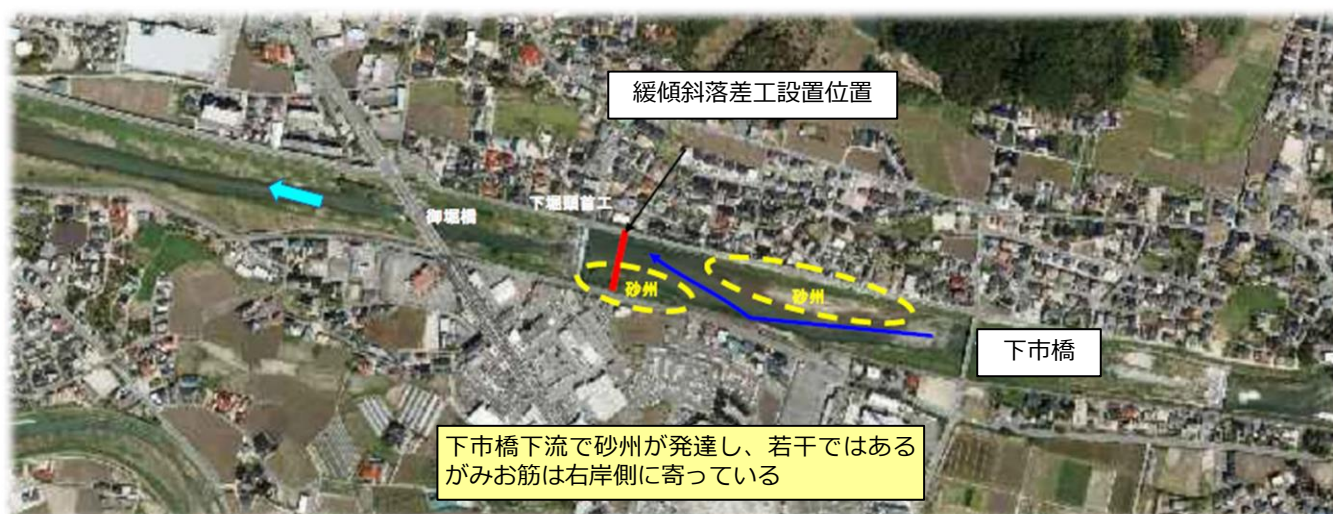 緩傾斜落差工設置位置
下堀頭首工
御堀橋
砂州
砂州
下市橋
下市橋下流で砂州が発達し、若干ではある
がみお筋は右岸側に寄っている